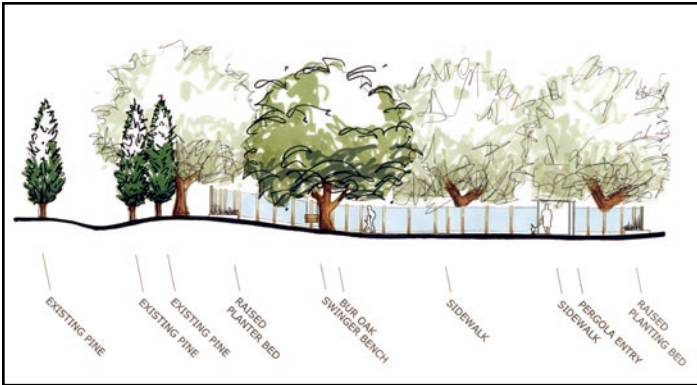 EXISTING PINE
EXISTING PINE
EXISTING PINE
RAISED
PLANTER BED
SWINGER BENCH
BUR OAK
SIDEWALK
SIDEWALK
PERGOLA ENTRY
RAISED
PLANTING BED